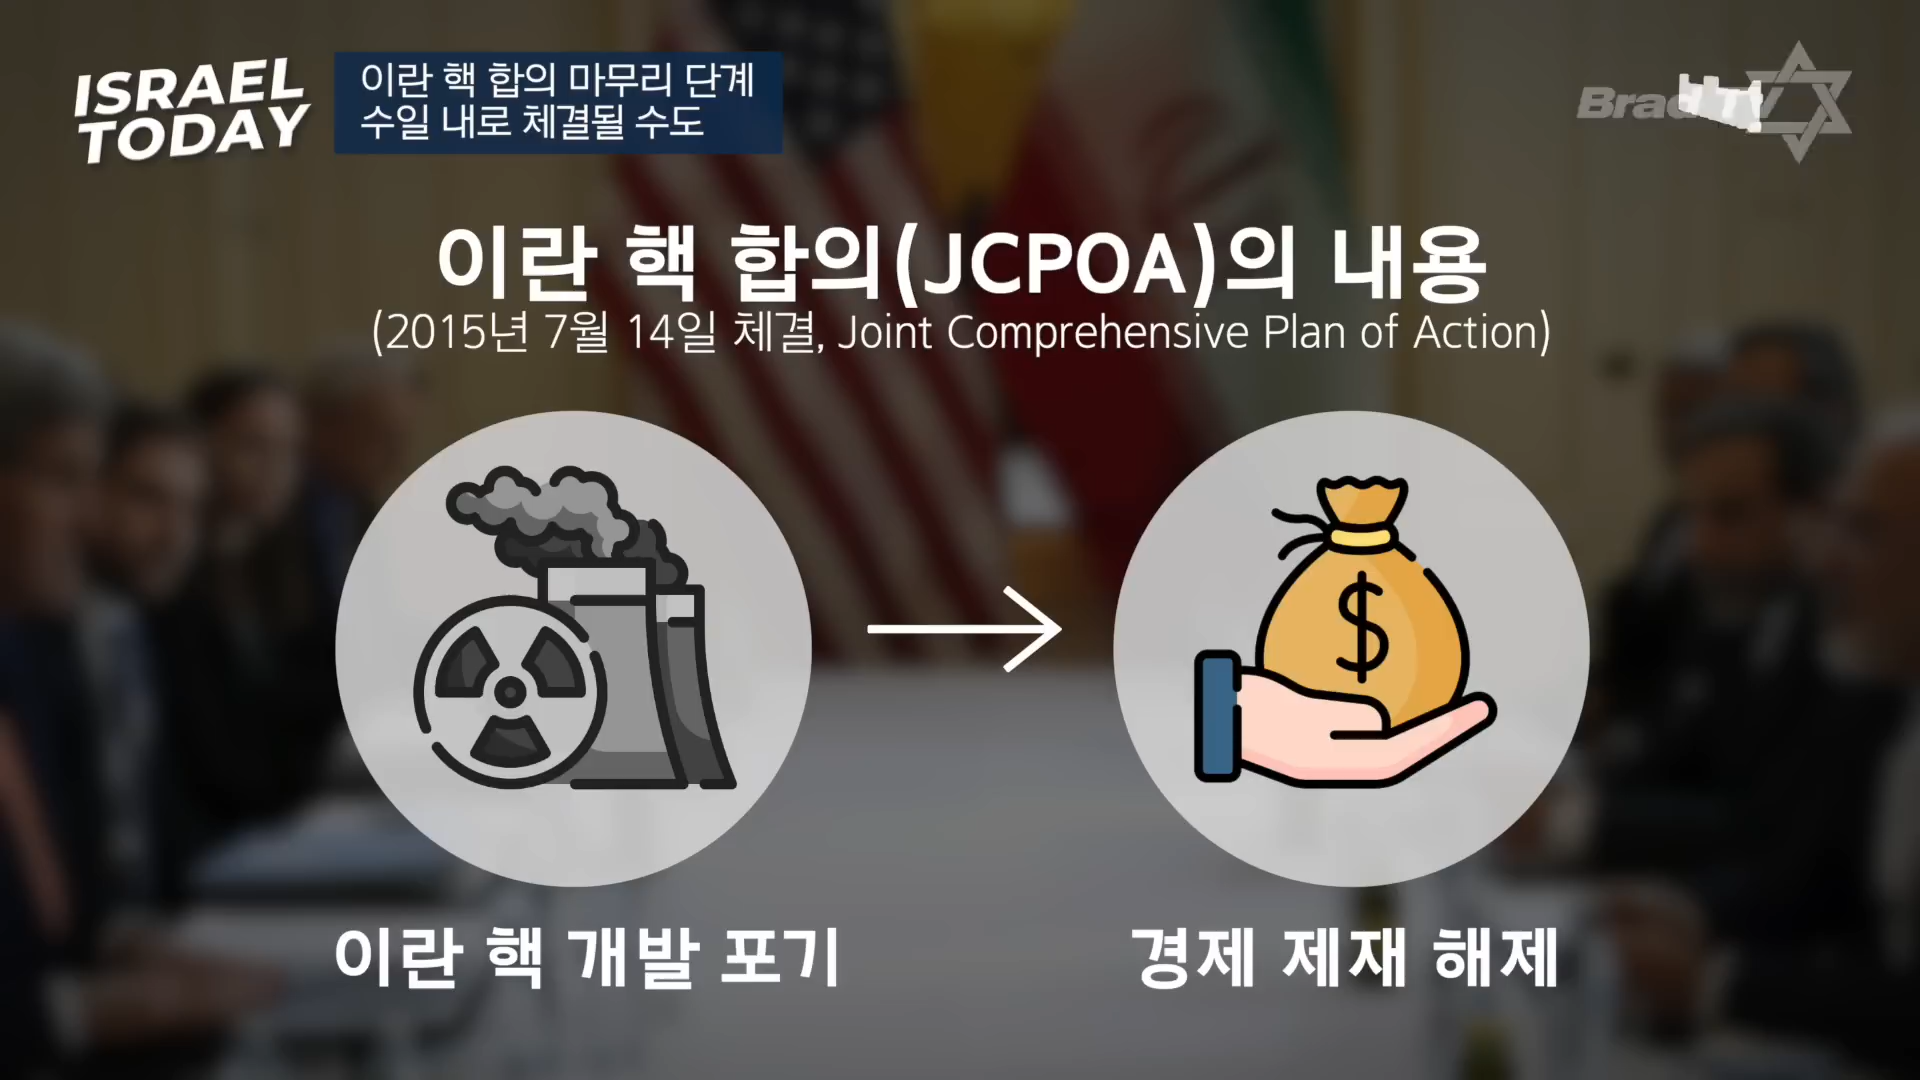 ISRAEL
TODAY
이란 핵 합의 마무리 단계
수일 내로 체결될 수도
이란 핵 합의(JCPOA)의 내용
(2015년 7월 14일 체결, Joint Comprehensive Plan of Action)
$
이란 핵 개발 포기
경제 제재 해제